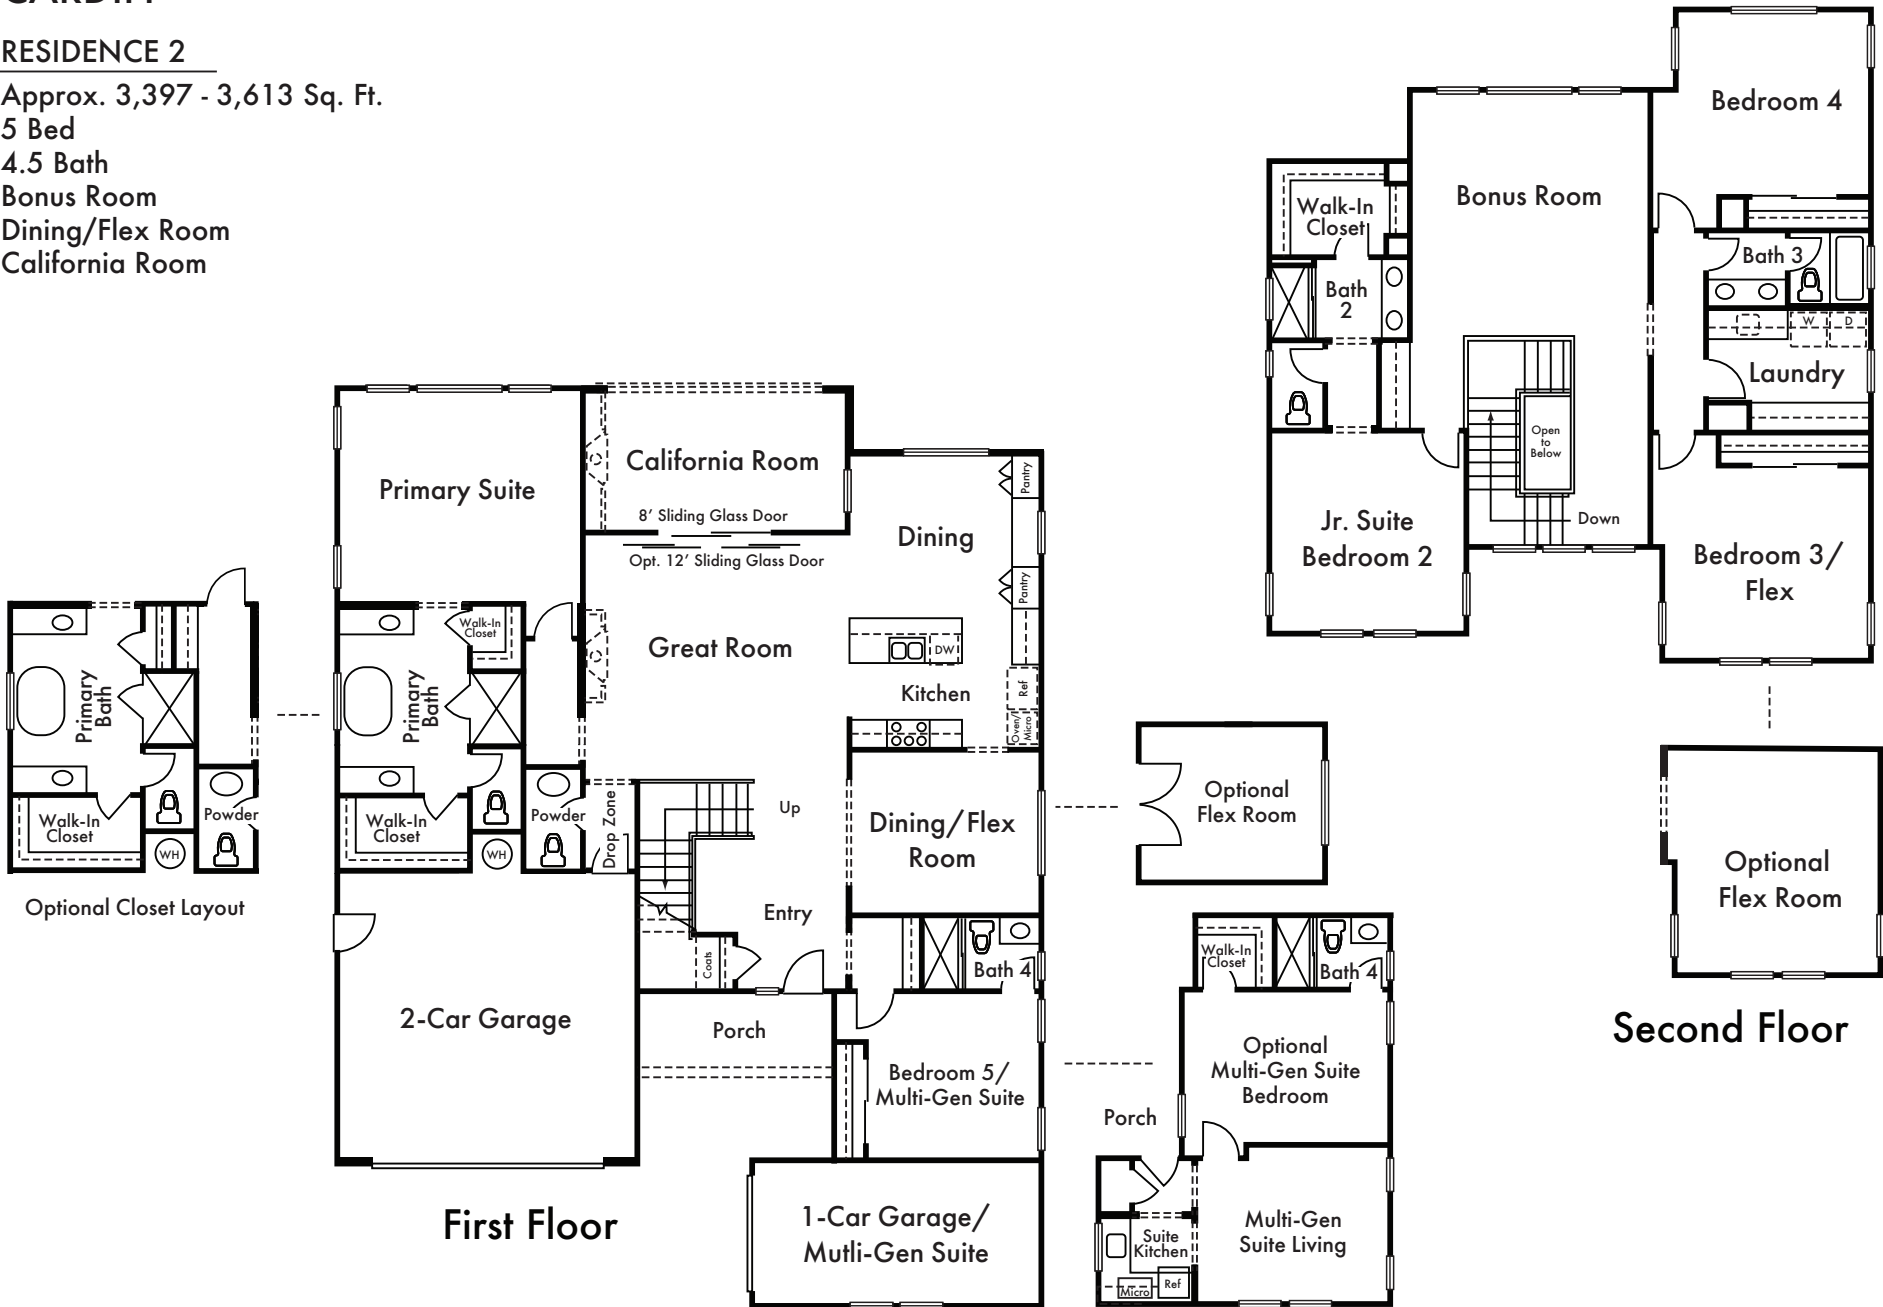 RESIDENCE 2
Approx. 3,397 - 3,613 Sq. Ft.
5 Bed
4.5 Bath
Bonus Room
Dining/Flex Room
California Room
Primary
Bath
Walk-In
Closet
WH
Powder
Optional Closet Layout
Primary Suite
California Room
8’ Sliding Glass Door
Opt. 12’ Sliding Glass Door
Dining
Pantry
Pantry
Great Room
DW
Kitchen
Ref
Oven/
Micro
Walk-In
Closet
Primary
Bath
Walk-In
Closet
WH
Powder
Drop Zone
Up
Dining/Flex
Room
Entry
Coats
Bath 4
2-Car Garage
Porch
Bedroom 5/
Multi-Gen Suite
1-Car Garage/
Mutli-Gen Suite
First Floor
Optional
Flex Room
Walk-In
Closet
Bath 4
Optional
Multi-Gen Suite
Bedroom
Porch
Multi-Gen
Suite Living
Suite
Kitchen
Micro
Ref
Bedroom 4
Bonus Room
Walk-In
Closet
Bath
2
Bath 3
W
D
Laundry
Open
to
Below
Down
Jr. Suite
Bedroom 2
Bedroom 3/
Flex
Optional
Flex Room
Second Floor